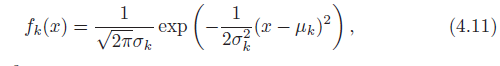 f_k(x) = \frac{1}{\sqrt{2\pi}\sigma_k} \exp\left(-\frac{1}{2\sigma_k^2}(x - \mu_k)^2\right), (4.11)